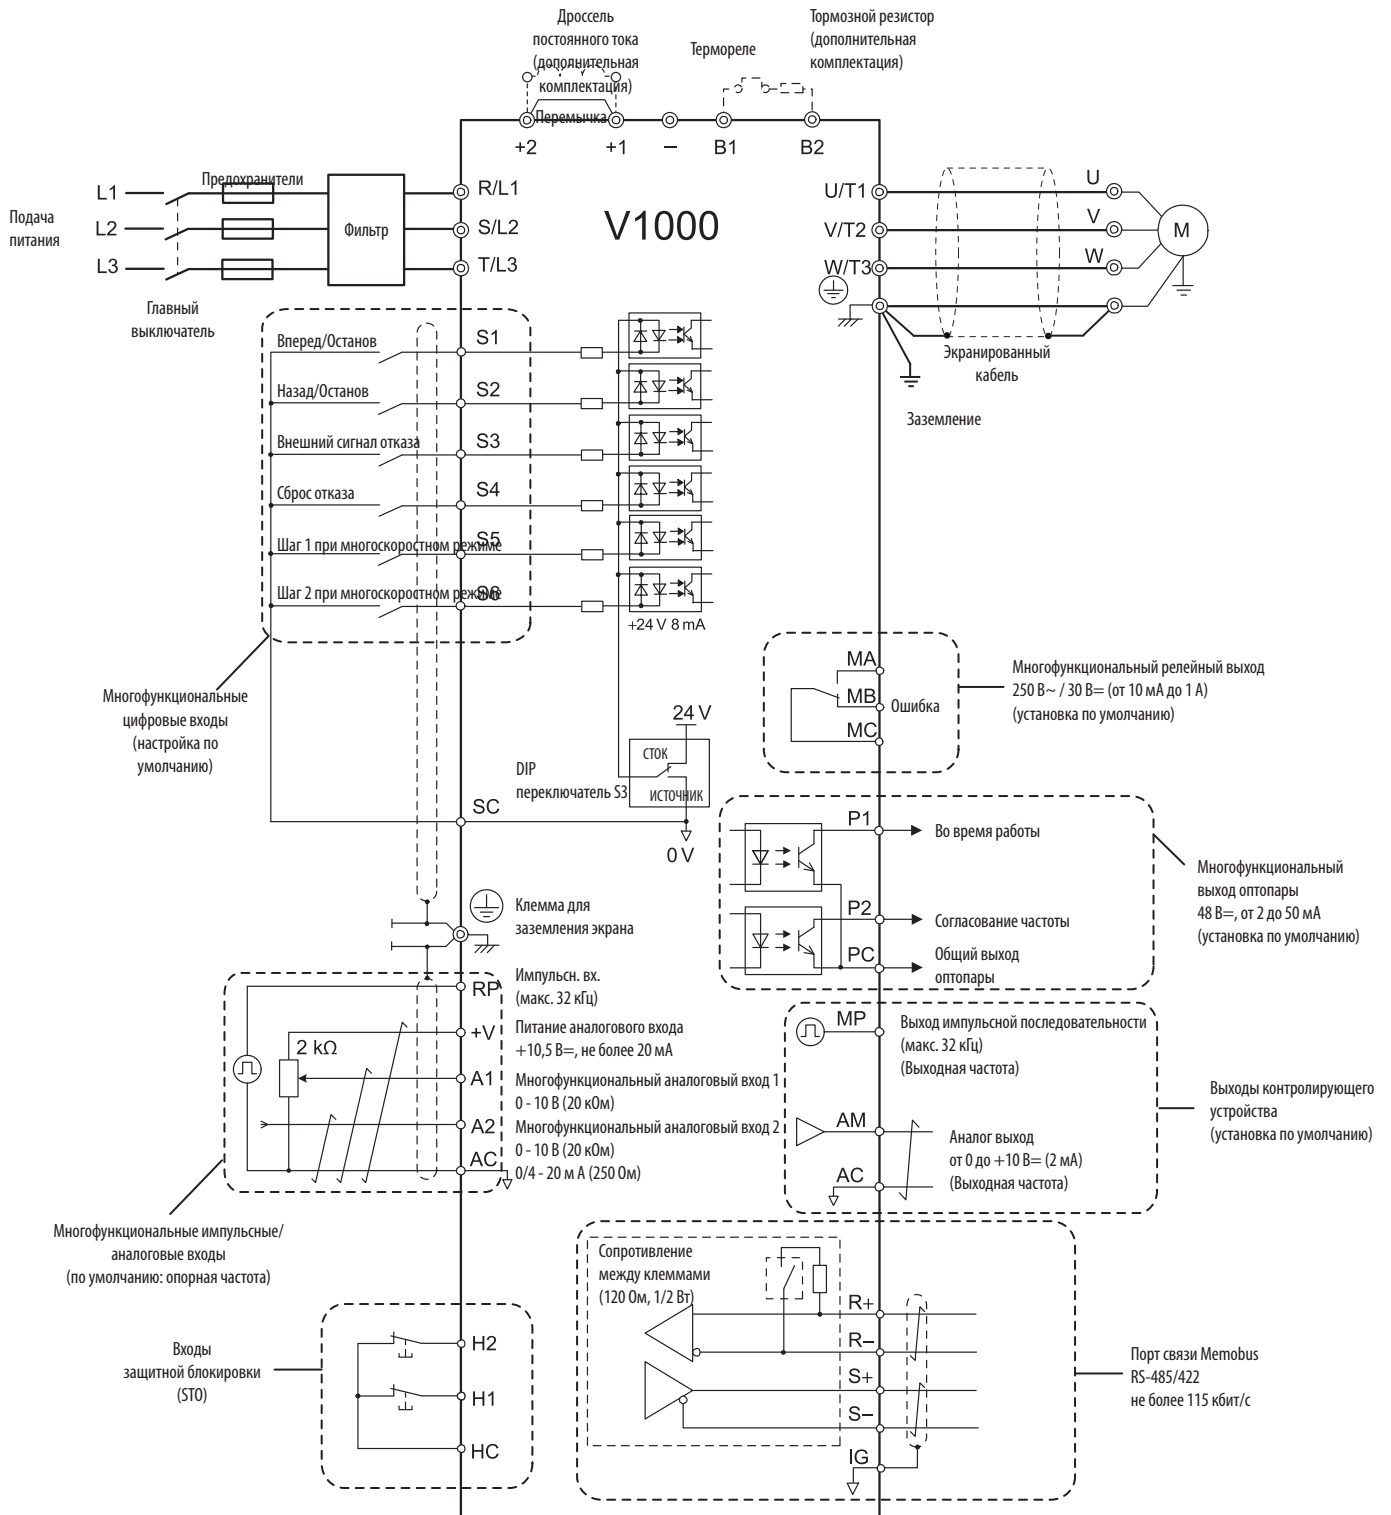 Дроссель
постоянного тока
(дополнительная
комплектация)
Перемычка
Термореле
Тормозной резистор
(дополнительная
комплектация)
+2
+1
–
B1
B2
Подача
питания
L1
L2
L3
Предохранители
Фильтр
Главный
выключатель
R/L1
S/L2
T/L3
V1000
U/T1
V/T2
W/T3
U
V
W
M
Экранированный
кабель
Заземление
Вперед/Останов
S1
Назад/Останов
S2
Внешний сигнал отказа
S3
Сброс отказа
S4
Шаг 1 при многоскоростном режиме
S5
Шаг 2 при многоскоростном режиме
S6
+24 V 8 mA
Многофункциональные
цифровые входы
(настройка по
умолчанию)
24 V
СТОК
ИСТОЧНИК
DIP
переключатель S3
SC
0 V
MA
MB
MC
Ошибка
Многофункциональный релейный выход
250 В~ / 30 В= (от 10 мА до 1 А)
(установка по умолчанию)
P1
Во время работы
P2
Согласование частоты
PC
Общий выход
оптопары
Многофункциональный
выход оптопары
48 В=, от 2 до 50 мА
(установка по умолчанию)
Клемма для
заземления экрана
RP
Импульсн. вх.
(макс. 32 кГц)
+V
Питание аналогового входа
+10,5 В=, не более 20 мА
2 kΩ
A1
Многофункциональный аналоговый вход 1
0 - 10 В (20 кОм)
A2
Многофункциональный аналоговый вход 2
0 - 10 В (20 кОм)
0/4 - 20 м А (250 Ом)
AC
Многофункциональные импульсные/
аналоговые входы
(по умолчанию: опорная частота)
MP
Выход импульсной последовательности
(макс. 32 кГц)
(Выходная частота)
AM
Аналог выход
от 0 до +10 В= (2 мА)
(Выходная частота)
AC
Выходы контролирующего
устройства
(установка по умолчанию)
Входы
защитной блокировки
(STO)
H2
H1
HC
Сопротивление
между клеммами
(120 Ом, 1/2 Вт)
R+
R–
S+
S–
IG
Порт связи Memobus
RS-485/422
не более 115 кбит/с